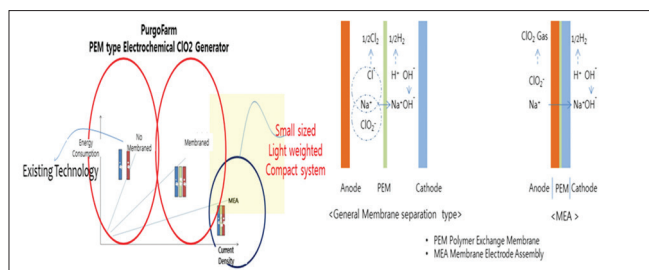 PurgoFarm
PEM type Electrochemical ClO2 Generator
Energy
Consumption
No
Membraned
Membraned
Existing Technology
Small sized
Light weighted
Compact system
MEA
Current
Density
1/2Cl₂
1/2H₂
Cl⁻
H⁺ OH⁻
Na⁺
Na⁺OH⁻
ClO₂⁻
Anode
PEM
Cathode
<General Membrane separation type>
ClO₂ Gas
1/2H₂
ClO₂⁻
H⁺ OH⁻
Na⁺
Na⁺OH⁻
Anode
PEM
Cathode
<MEA>
• PEM Polymer Exchange Membrane
• MEA Membrane Electrode Assembly